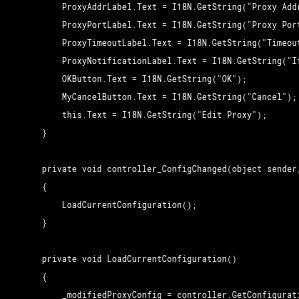 ProxyAddrLabel.Text = I18N.GetString("Proxy Addr
ProxyPortLabel.Text = I18N.GetString("Proxy Port
ProxyTimeoutLabel.Text = I18N.GetString("Timeout
ProxyNotificationLabel.Text = I18N.GetString("If
OKButton.Text = I18N.GetString("OK");
MyCancelButton.Text = I18N.GetString("Cancel");
this.Text = I18N.GetString("Edit Proxy");
}
private void controller_ConfigChanged(object sender,
{
LoadCurrentConfiguration();
}
private void LoadCurrentConfiguration()
{
_modifiedProxyConfig = controller.GetConfigurati